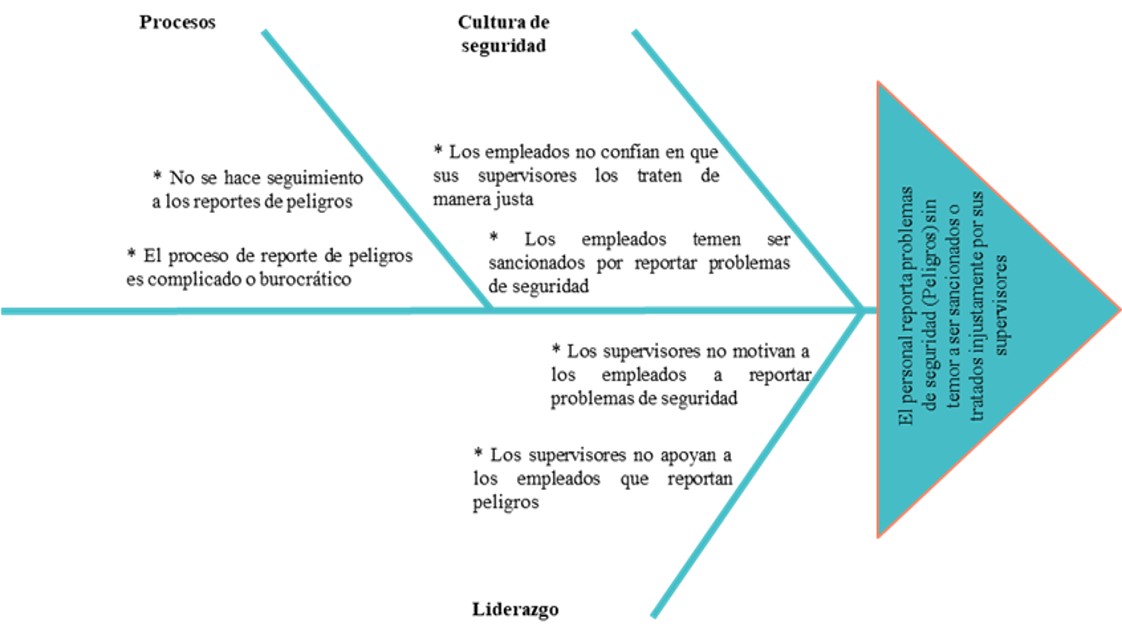 Procesos
* No se hace seguimiento
a los reportes de peligros
* El proceso de reporte de peligros
es complicado o burocrático
Cultura de
seguridad
* Los empleados no confían en que
sus supervisores los traten de
manera justa
* Los empleados temen ser
sancionados por reportar problemas
de seguridad
* Los supervisores no motivan a
los empleados a reportar
problemas de seguridad
* Los supervisores no apoyan a
los empleados que reportan
peligros
Liderazgo
El personal reporta problemas
de seguridad (Peligros) sin
temor a ser sancionados o
tratados injustamente por sus
supervisores